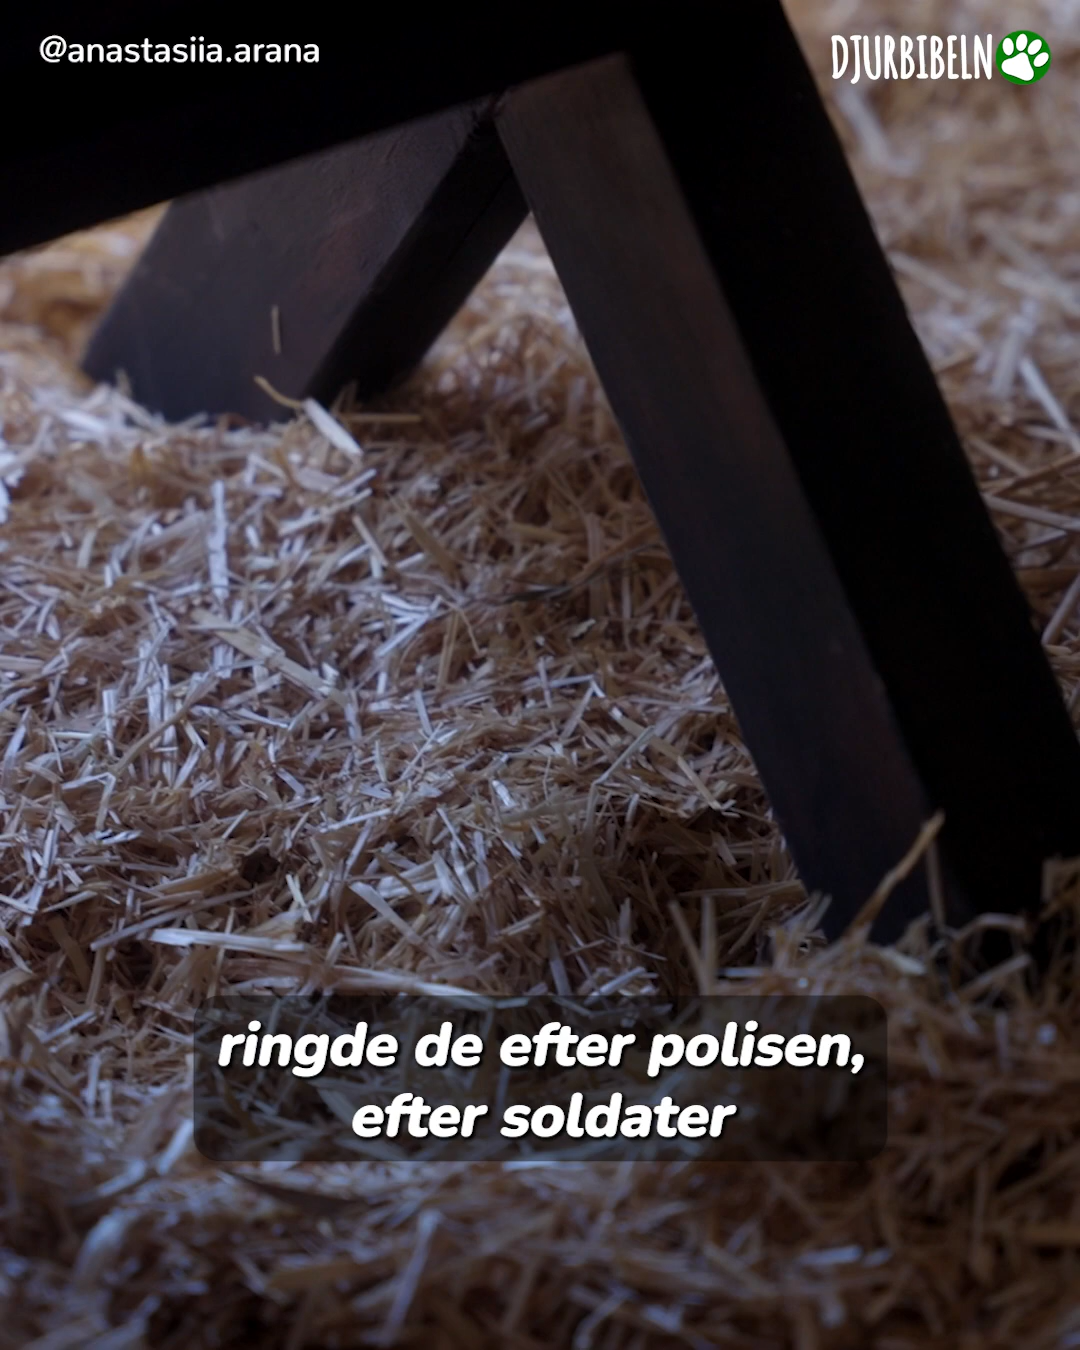 @anastasiia.arana
DJURBIBELN
ringde de efter polisen,
efter soldater